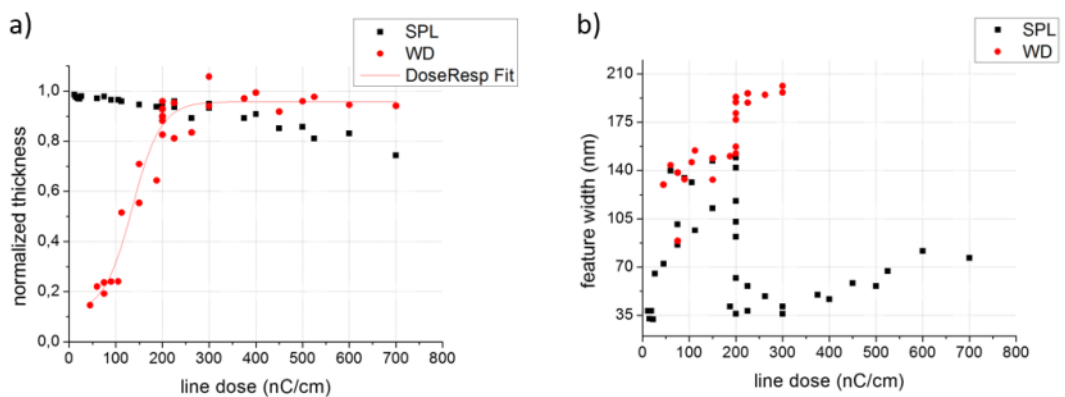 a)
SPL
WD
DoseResp Fit
normalized thickness
1,0
0,8
0,6
0,4
0,2
0,0
0 100 200 300 400 500 600 700 800
line dose (nC/cm)
b)
SPL
WD
feature width (nm)
210
175
140
105
70
35
0 100 200 300 400 500 600 700 800
line dose (nC/cm)